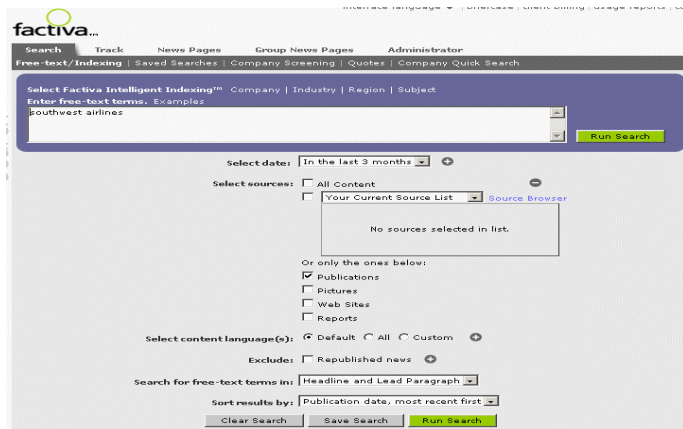 Interface language | Briefcase | Client Billing | Usage Reports
factiva
Search Track News Pages Group News Pages Administrator
Free-text/Indexing | Saved Searches | Company Screening | Quotes | Company Quick Search
Select Factiva Intelligent Indexing™ Company | Industry | Region | Subject
Enter free-text terms. Examples
southwest airlines
Run Search
Select date: In the last 3 months
Select sources: All Content
Your Current Source List Source Browser
No sources selected in list.
Or only the ones below:
Publications
Pictures
Web Sites
Reports
Select content language(s): Default All Custom
Exclude: Republished news
Search for free-text terms in: Headline and Lead Paragraph
Sort results by: Publication date, most recent first
Clear Search Save Search Run Search